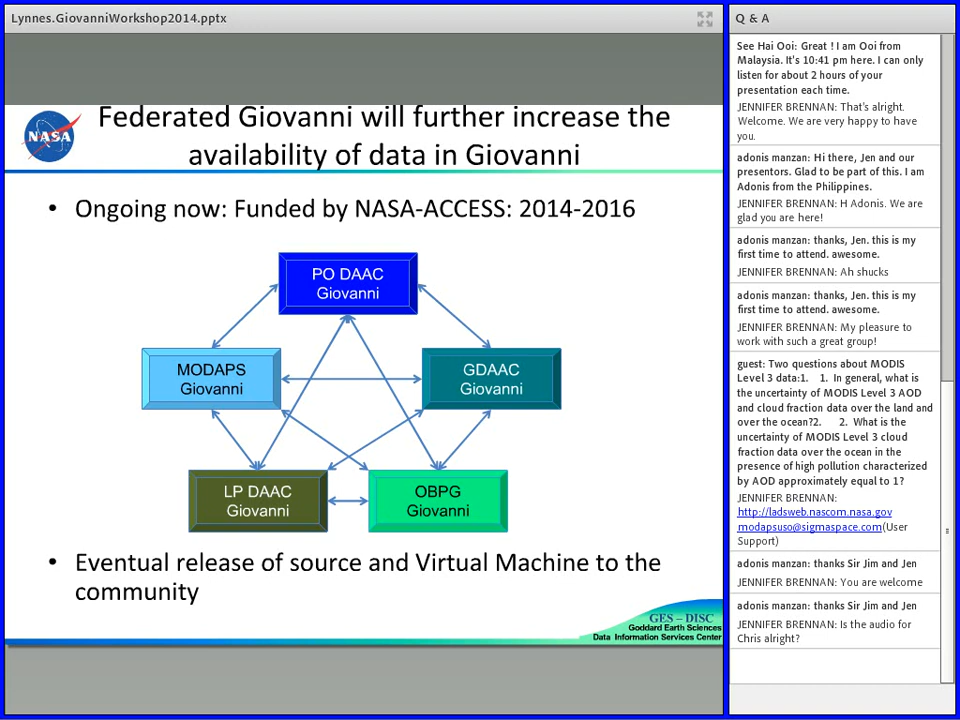 Lynnes.GiovanniWorkshop2014.pptx
NASA
Federated Giovanni will further increase the
availability of data in Giovanni
• Ongoing now: Funded by NASA-ACCESS: 2014-2016
PO DAAC
Giovanni
MODAPS
Giovanni
GDAAC
Giovanni
LP DAAC
Giovanni
OBPG
Giovanni
• Eventual release of source and Virtual Machine to the
community
GES – DISC
Goddard Earth Sciences
Data Information Services Center
Q & A
See Hai Ooi: Great ! I am Ooi from
Malaysia. It's 10:41 pm here. I can only
listen for about 2 hours of your
presentation each time.
JENNIFER BRENNAN: That's alright.
Welcome. We are very happy to have
you.
adonis manzan: Hi there, Jen and our
presentors. Glad to be part of this. I am
Adonis from the Philippines.
JENNIFER BRENNAN: H Adonis. We are
glad you are here!
adonis manzan: thanks, Jen. this is my
first time to attend. awesome.
JENNIFER BRENNAN: Ah shucks
adonis manzan: thanks, Jen. this is my
first time to attend. awesome.
JENNIFER BRENNAN: My pleasure to
work with such a great group!
guest: Two questions about MODIS
Level 3 data:1. 1. In general, what is
the uncertainty of MODIS Level 3 AOD
and cloud fraction data over the land and
over the ocean?2. 2. What is the
uncertainty of MODIS Level 3 cloud
fraction data over the ocean in the
presence of high pollution characterized
by AOD approximately equal to 1?
JENNIFER BRENNAN:
http://ladsweb.nascom.nasa.gov
modapsuso@sigmaspace.com(User
Support)
adonis manzan: thanks Sir Jim and Jen
JENNIFER BRENNAN: You are welcome
adonis manzan: thanks Sir Jim and Jen
JENNIFER BRENNAN: Is the audio for
Chris alright?